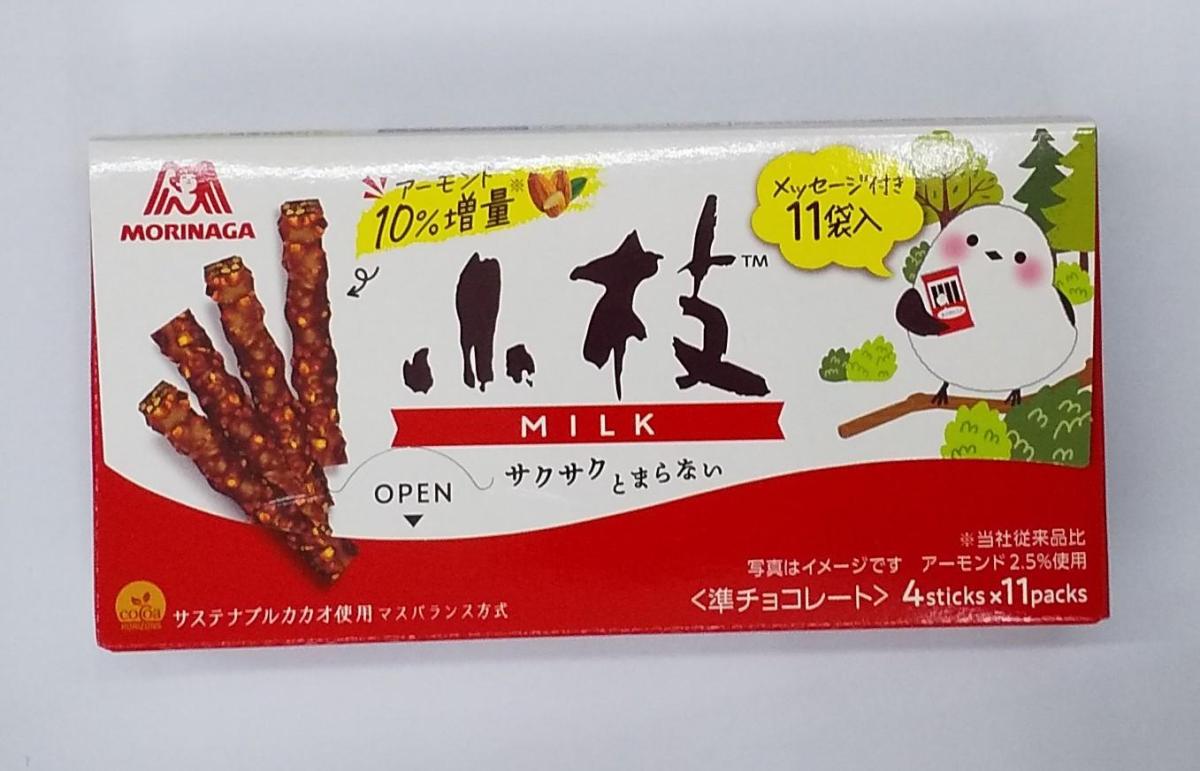 MORINAGA
アーモンド※
10%増量
メッセージ付き
11袋入
小枝™
MILK
OPEN
サクサクとまらない
※当社従来品比
写真はイメージです アーモンド2.5%使用
<準チョコレート> 4sticks×11packs
cocoa
HORIZONS
サステナブルカカオ使用 マスバランス方式